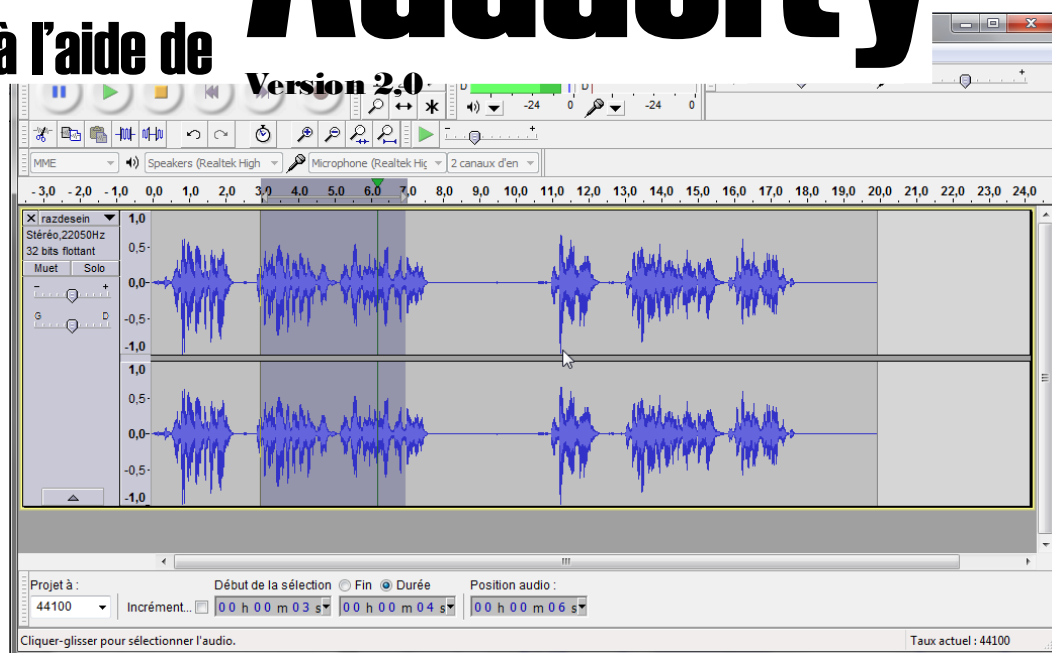 Audacity
à l'aide de
Version 2,0
D D
-24 0 -24 0
MME Speakers (Realtek High Microphone (Realtek Hig 2 canaux d'en
- 3,0 - 2,0 - 1,0 0,0 1,0 2,0 3,0 4,0 5,0 6.0 7,0 8,0 9,0 10,0 11,0 12,0 13,0 14,0 15,0 16,0 17,0 18,0 19,0 20,0 21,0 22,0 23,0 24,0
X razdesein 1,0
Stéréo,22050Hz
32 bits flottant 0,5-
Muet Solo
- + 0,0-
G D -0,5-
-1,0
1,0
0,5-
0,0-
-0,5-
-1,0
Projet à : Début de la sélection Fin Durée Position audio :
44100 Incrément... 00 h 00 m 03 s 00 h 00 m 04 s 00 h 00 m 06 s
Cliquer-glisser pour sélectionner l'audio. Taux actuel : 44100